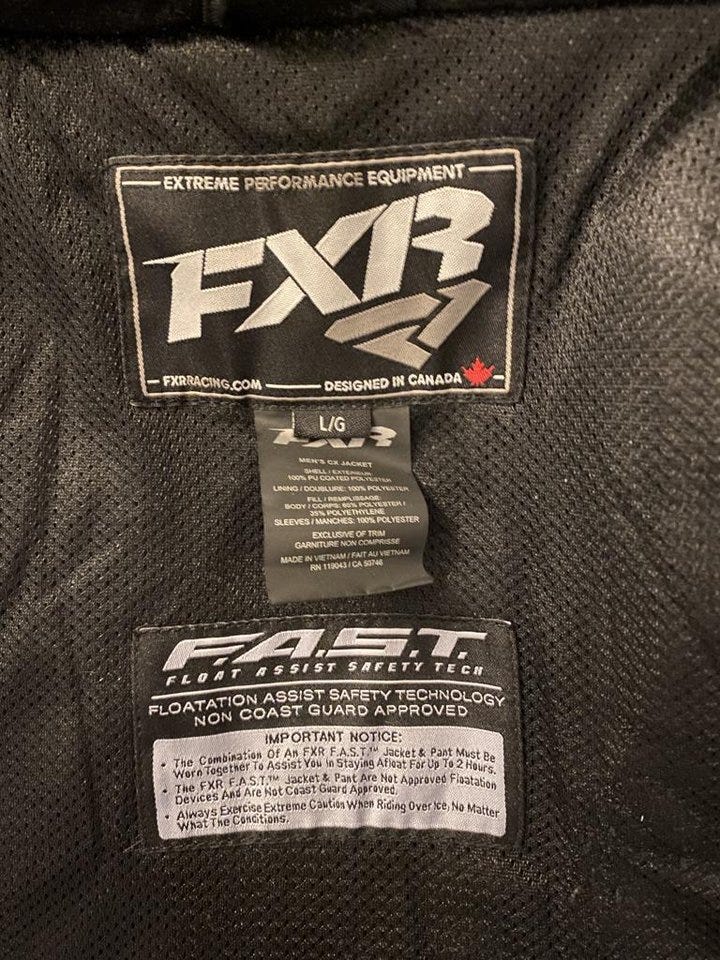 EXTREME PERFORMANCE EQUIPMENT
FXR
FXRRACING.COM
DESIGNED IN CANADA
L/G
FXR
MEN'S CX JACKET
SHELL / EXTERIEUR:
100% PU COATED POLYESTER
LINING / DOUBLURE: 100% POLYESTER
FILL / REMPLISSAGE:
BODY / CORPS: 65% POLYESTER /
35% POLYETHYLENE
SLEEVES / MANCHES: 100% POLYESTER
EXCLUSIVE OF TRIM
GARNITURE NON COMPRISE
MADE IN VIETNAM / FAIT AU VIETNAM
RN 119043 / CA 50746
F.A.S.T.
FLOAT ASSIST SAFETY TECH
FLOATATION ASSIST SAFETY TECHNOLOGY
NON COAST GUARD APPROVED
IMPORTANT NOTICE:
• The Combination Of An FXR F.A.S.T.™ Jacket & Pant Must Be
Worn Together To Assist You In Staying Afloat For Up To 2 Hours.
• The FXR F.A.S.T.™ Jacket & Pant Are Not Approved Floatation
Devices And Are Not Coast Guard Approved.
• Always Exercise Extreme Caution When Riding Over Ice, No Matter
What The Conditions.